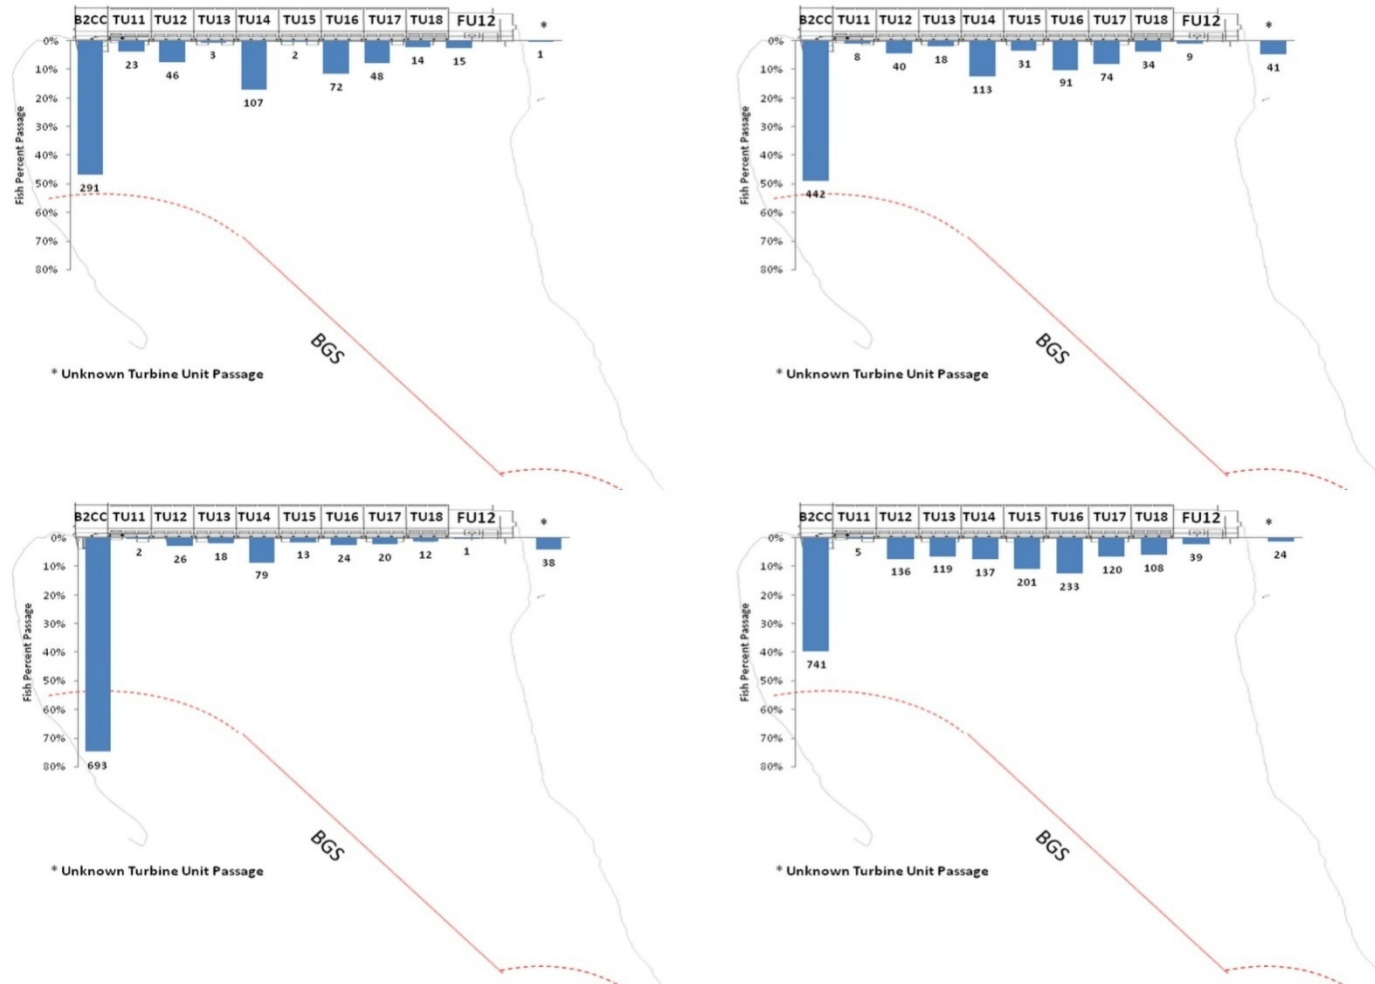 B2CC TU11 TU12 TU13 TU14 TU15 TU16 TU17 TU18 FU12 *
0%
23 46 3 107 2 72 48 14 15 1
10%
20%
30%
40%
50%
60%
70%
80%
291
Fish Percent Passage
BGS
* Unknown Turbine Unit Passage
B2CC TU11 TU12 TU13 TU14 TU15 TU16 TU17 TU18 FU12 *
0%
8 40 18 113 31 91 74 34 9 41
10%
20%
30%
40%
50%
60%
70%
80%
442
Fish Percent Passage
BGS
* Unknown Turbine Unit Passage
B2CC TU11 TU12 TU13 TU14 TU15 TU16 TU17 TU18 FU12 *
0%
2 26 18 79 13 24 20 12 1 38
10%
20%
30%
40%
50%
60%
70%
80%
693
Fish Percent Passage
BGS
* Unknown Turbine Unit Passage
B2CC TU11 TU12 TU13 TU14 TU15 TU16 TU17 TU18 FU12 *
0%
5 136 119 137 201 233 120 108 39 24
10%
20%
30%
40%
50%
60%
70%
80%
741
Fish Percent Passage
BGS
* Unknown Turbine Unit Passage